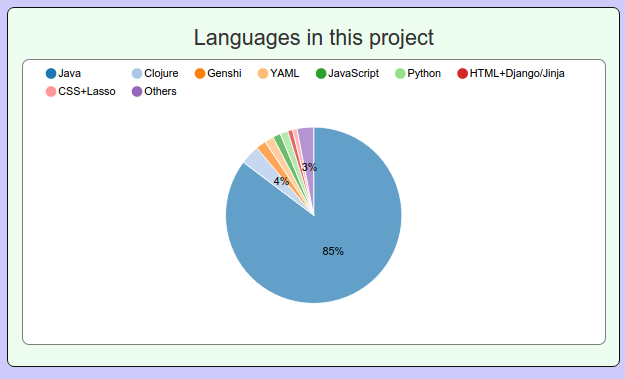 Languages in this project
Java Clojure Genshi YAML JavaScript Python HTML+Django/Jinja
CSS+Lasso Others
3%
4%
85%